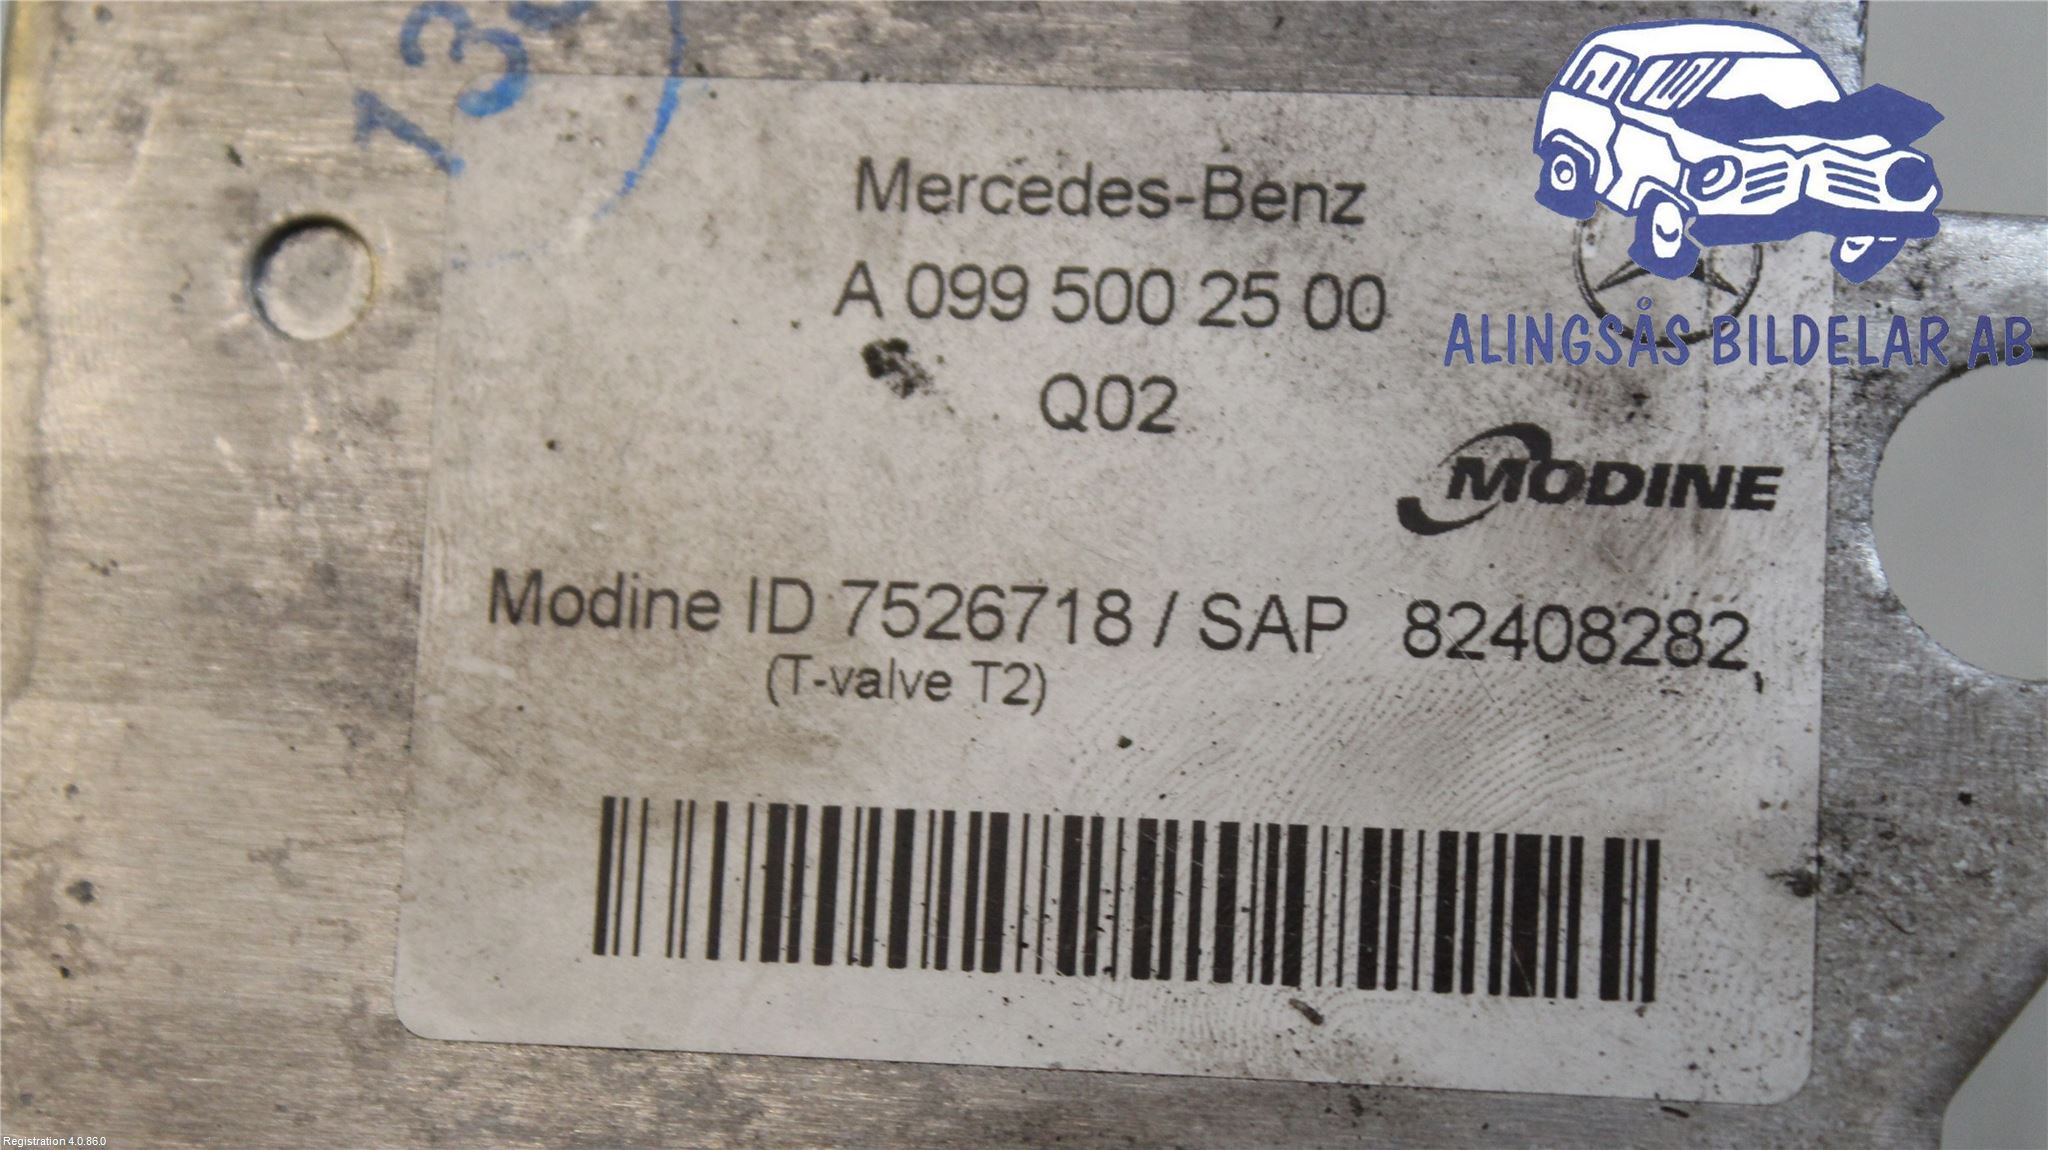 Mercedes-Benz
A 099 500 25 00
Q02
ALINGSÅS BILDELAR AB
MODINE
Modine ID 7526718 / SAP 82408282
(T-valve T2)
Registration 4.0.86.0